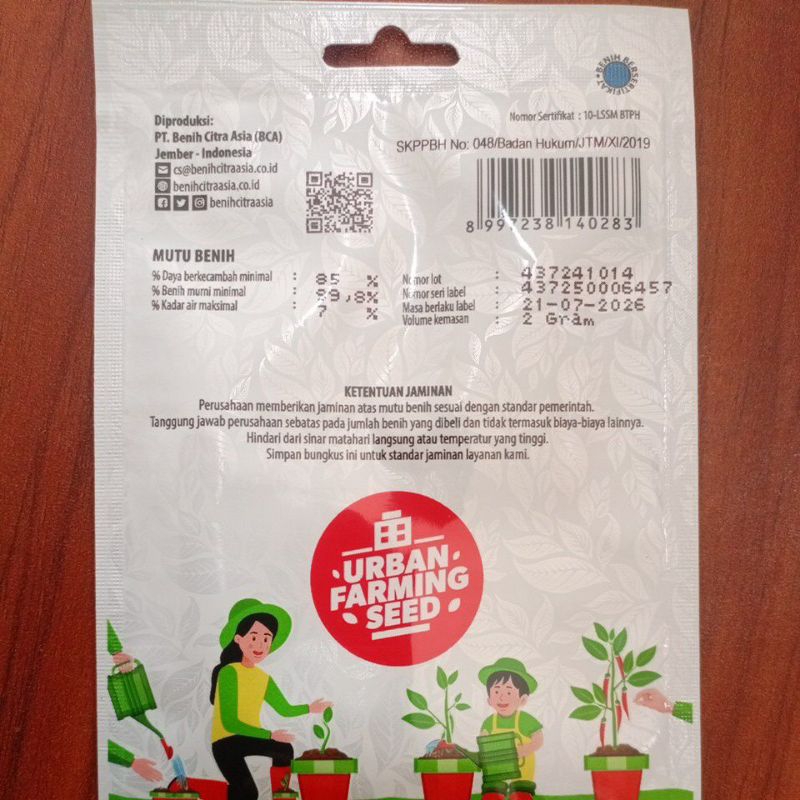 BENIH BERSERTIFIKAT
Diproduksi:
PT. Benih Citra Asia (BCA)
Jember - Indonesia
cs@benihcitraasia.co.id
benihcitraasia.co.id
benihcitraasia
Nomor Sertifikat : 10-LSSM BTPH
SKPPBH No: 048/Badan Hukum/JTM/XI/2019
8 997238 140283
MUTU BENIH
% Daya berkecambah minimal : 85 %
% Benih murni minimal : 99,8%
% Kadar air maksimal : 7 %
Nomor lot : 437241014
Nomor seri label : 437250006457
Masa berlaku label : 21-07-2026
Volume kemasan : 2 Gram
KETENTUAN JAMINAN
Perusahaan memberikan jaminan atas mutu benih sesuai dengan standar pemerintah.
Tanggung jawab perusahaan sebatas pada jumlah benih yang dibeli dan tidak termasuk biaya-biaya lainnya.
Hindari dari sinar matahari langsung atau temperatur yang tinggi.
Simpan bungkus ini untuk standar jaminan layanan kami.
URBAN
FARMING
SEED